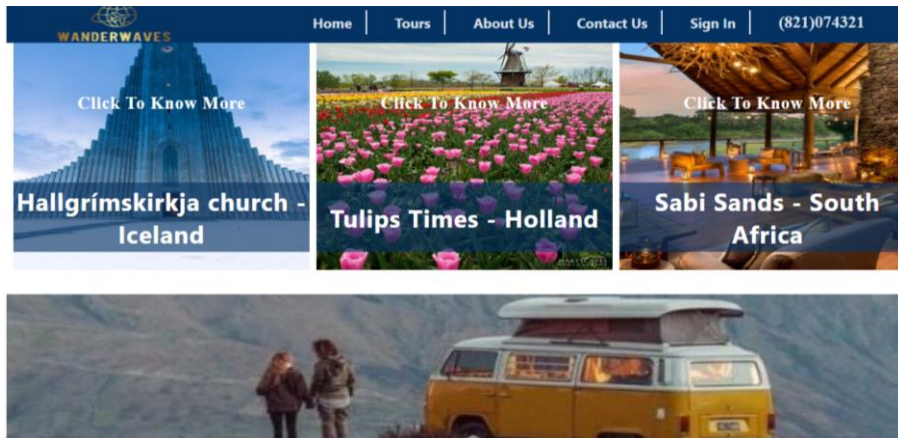 WANDERWAVES
Home Tours About Us Contact Us Sign In (821)074321
Click To Know More
Hallgrímskirkja church -
Iceland
Click To Know More
Tulips Times - Holland
Click To Know More
Sabi Sands - South
Africa